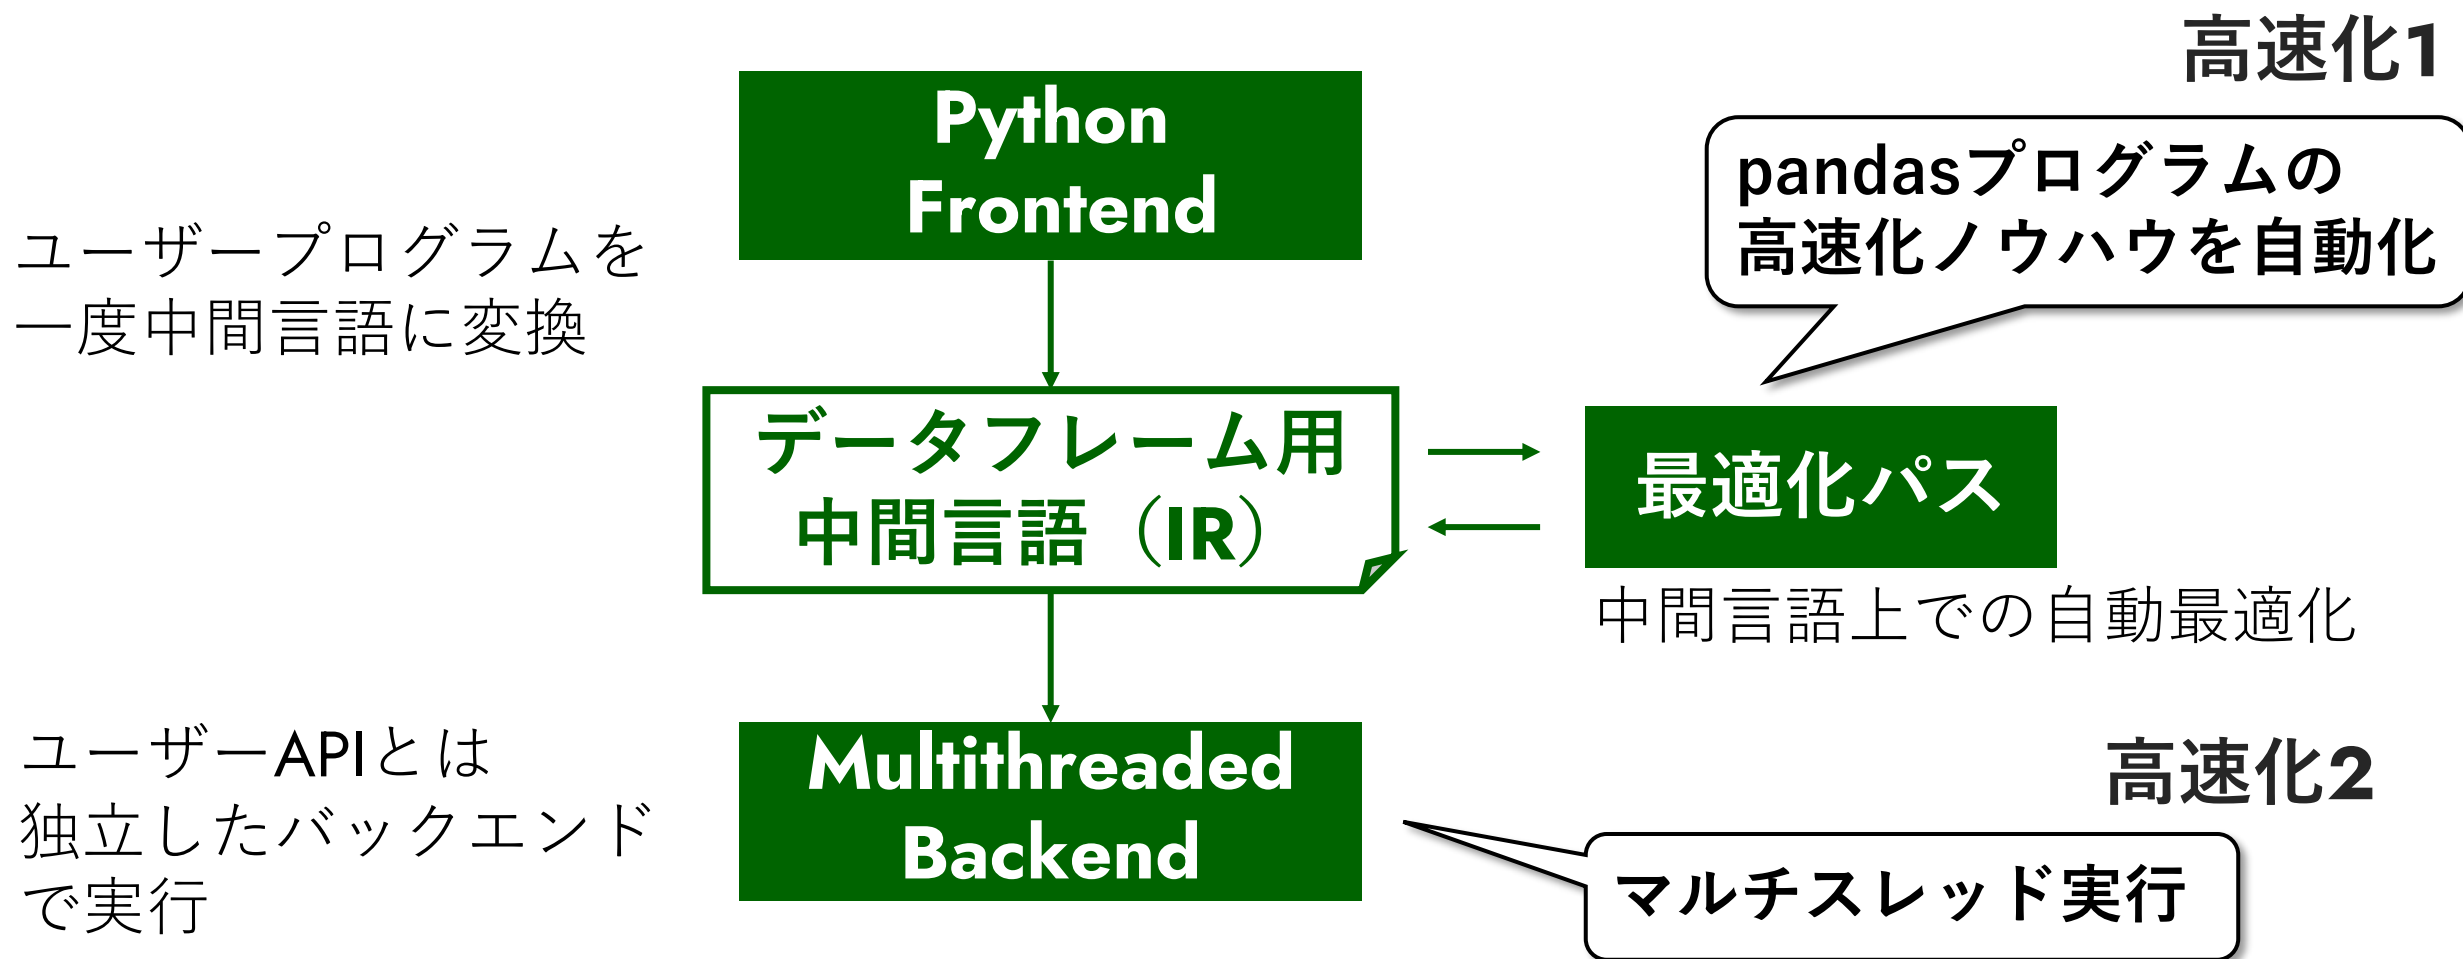 高速化1
Python
Frontend
pandasプログラムの
高速化ノウハウを自動化
ユーザープログラムを
一度中間言語に変換
データフレーム用
中間言語（IR）
最適化パス
中間言語上での自動最適化
ユーザーAPIとは
独立したバックエンド
で実行
Multithreaded
Backend
高速化2
マルチスレッド実行